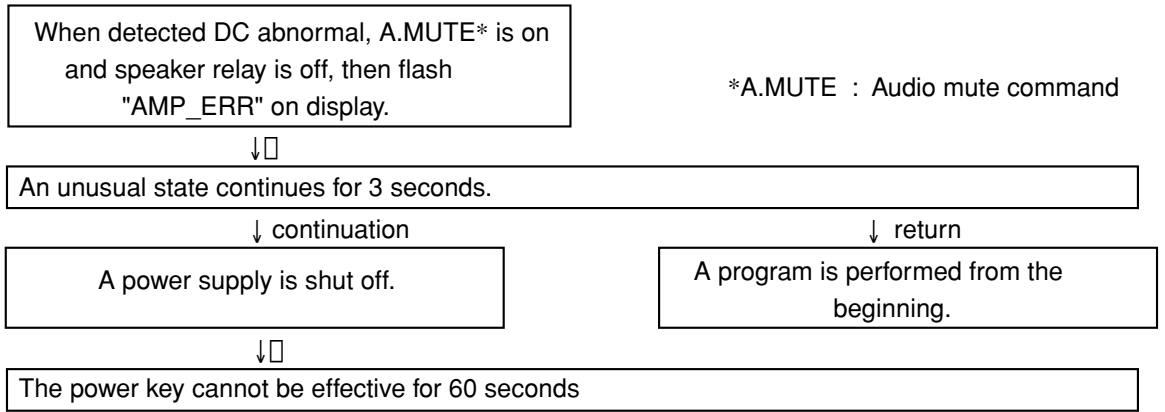 When detected DC abnormal, A.MUTE* is on
and speaker relay is off, then flash
"AMP_ERR" on display.
*A.MUTE : Audio mute command
↓□
An unusual state continues for 3 seconds.
↓ continuation
↓ return
A power supply is shut off.
A program is performed from the
beginning.
↓□
The power key cannot be effective for 60 seconds